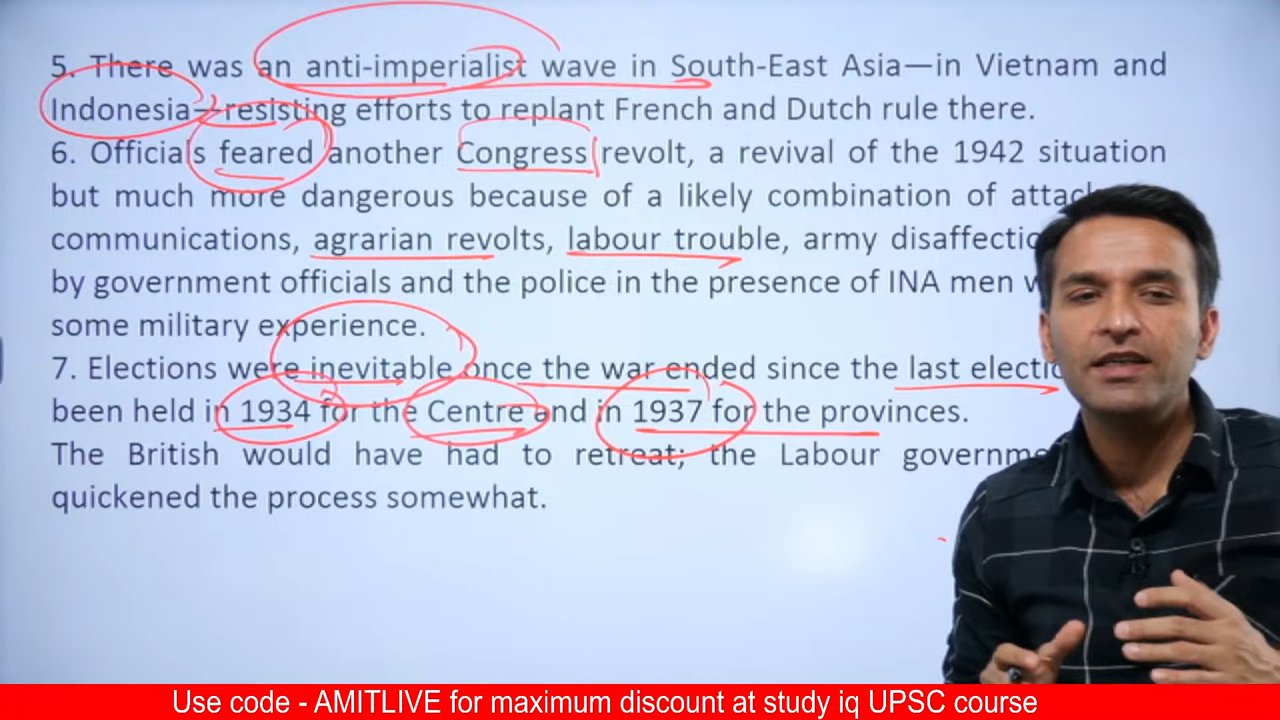 5. There was an anti-imperialist wave in South-East Asia—in Vietnam and
Indonesia—resisting efforts to replant French and Dutch rule there.
6. Officials feared another Congress revolt, a revival of the 1942 situation
but much more dangerous because of a likely combination of
communications, agrarian revolts, labour trouble, army
by government officials and the police in the presence of INA men
some military experience.
7. Elections were inevitable once the war ended since the last
been held in 1934 for the Centre and in 1937 for the provinces.
The British would have had to retreat; the Labour
quickened the process somewhat.
Use code - AMITLIVE for maximum discount at study iq UPSC course